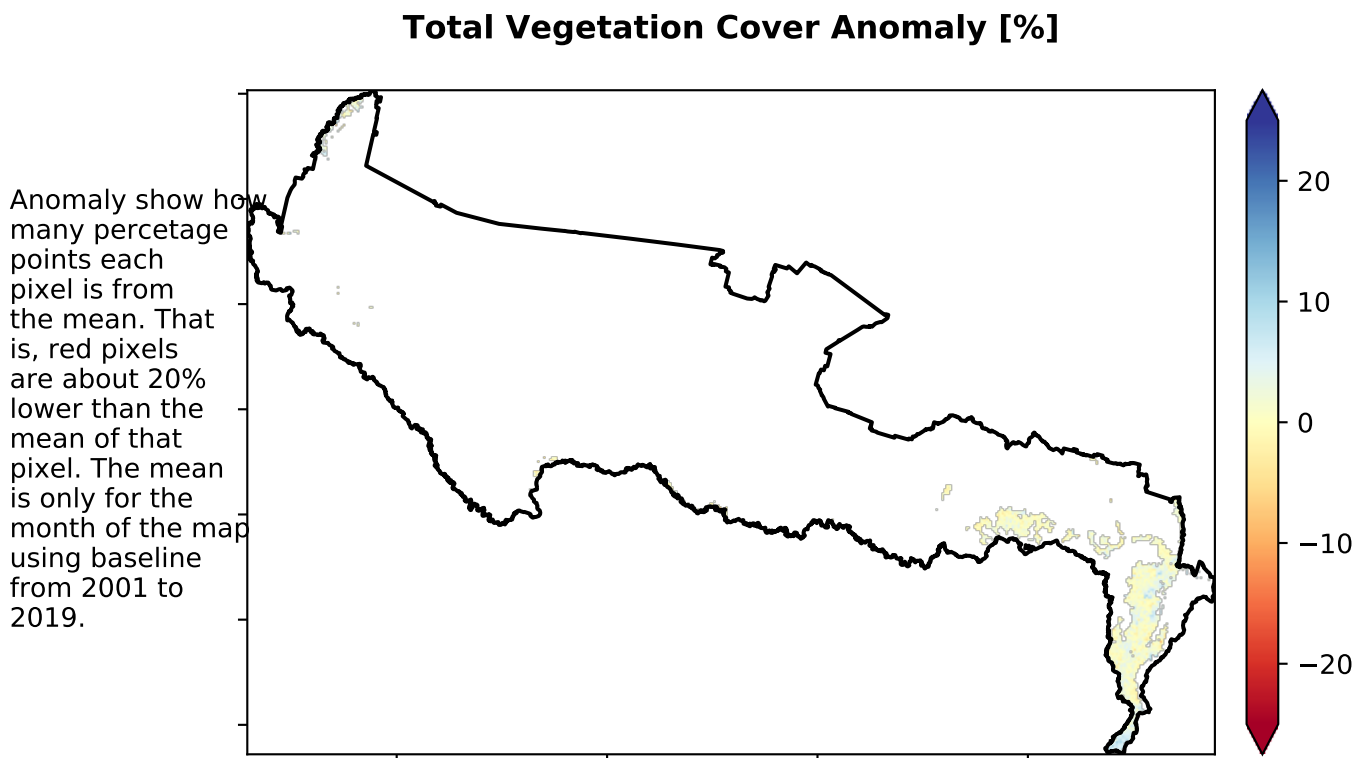 Total Vegetation Cover Anomaly [%]
Anomaly show how
many percetage
points each
pixel is from
the mean. That
is, red pixels
are about 20%
lower than the
mean of that
pixel. The mean
is only for the
month of the map
using baseline
from 2001 to
2019.
20
10
0
−10
−20